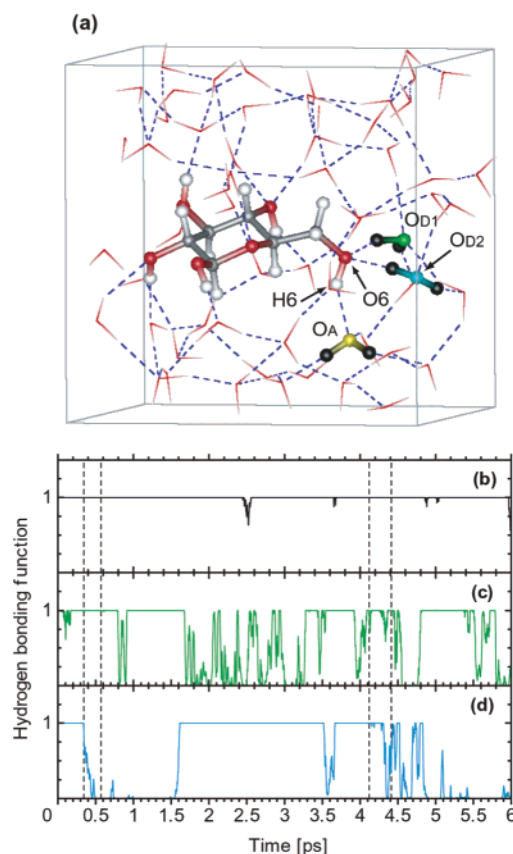 (a)
OD1
OD2
H6
O6
OA
Hydrogen bonding function
1
(b)
1
(c)
1
(d)
0
0.5
1
1.5
2
2.5
3
3.5
4
4.5
5
5.5
6
Time [ps]